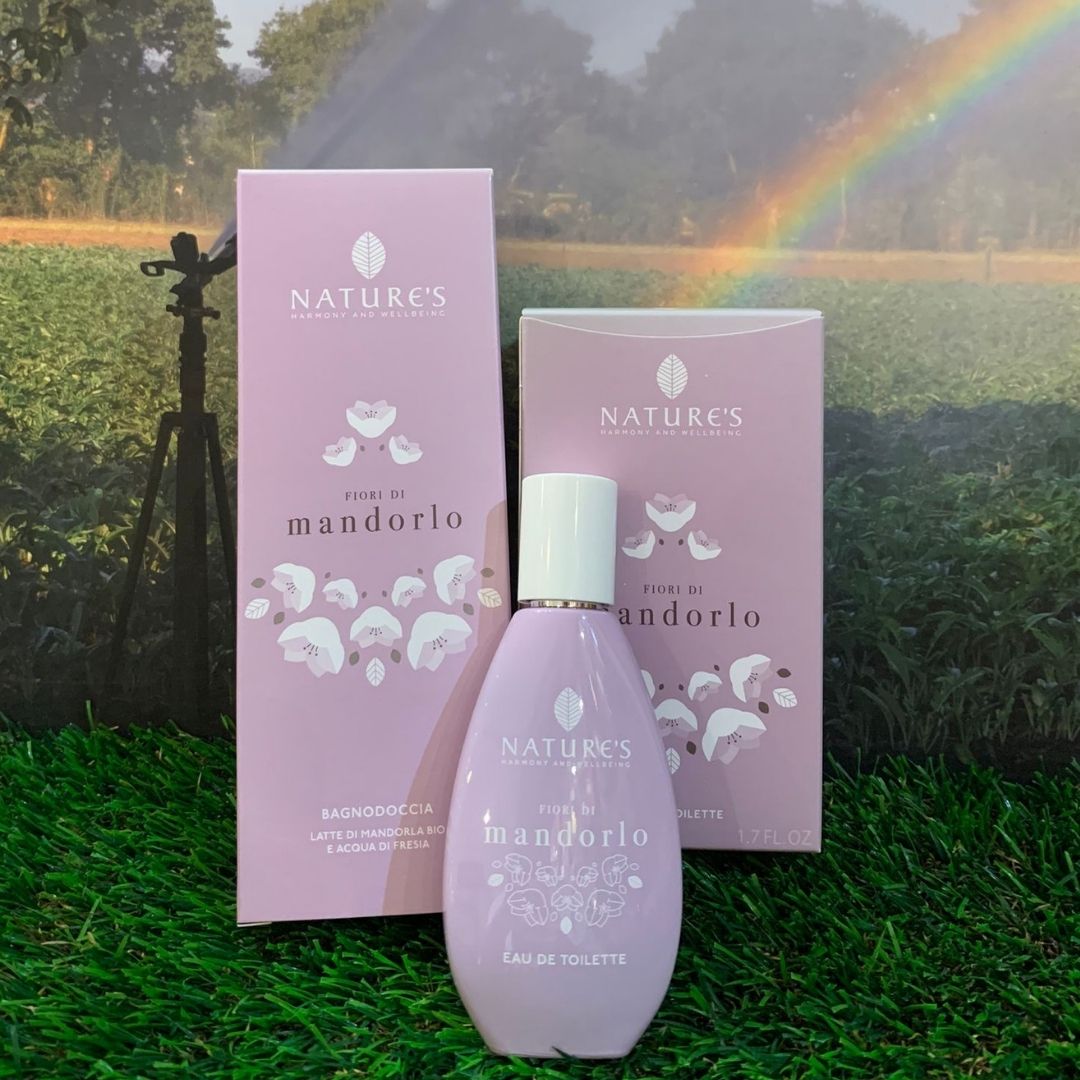 NATURE'S
HARMONY AND WELLBEING
FIORI DI
mandorlo
BAGNODOCCIA
LATTE DI MANDORLA BIO
E ACQUA DI FRESIA
NATURE'S
HARMONY AND WELLBEING
FIORI DI
andorlo
TOILETTE
1.7 FL.OZ
NATURE'S
HARMONY AND WELLBEING
FIORI DI
mandorlo
EAU DE TOILETTE